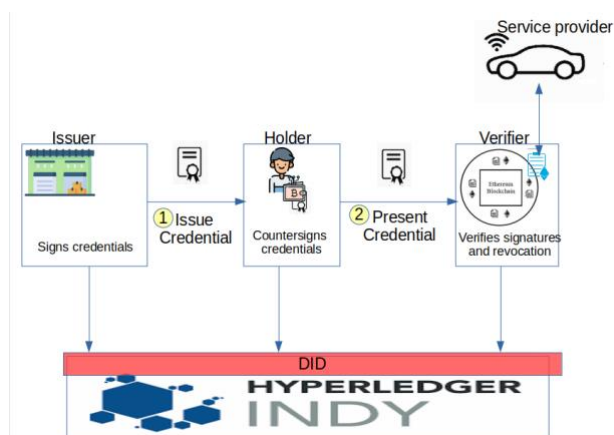 Service provider
Issuer
Holder
Verifier
Ethereum
Blockchain
1 Issue
Credential
2 Present
Credential
Signs credentials
Countersigns
credentials
Verifies signatures
and revocation
DID
HYPERLEDGER
INDY